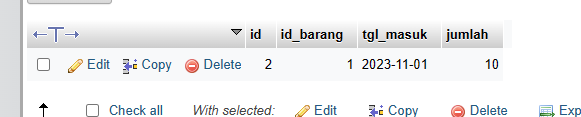 id id_barang tgl_masuk jumlah
Edit Copy Delete 2 1 2023-11-01 10
Check all With selected: Edit Copy Delete Exp